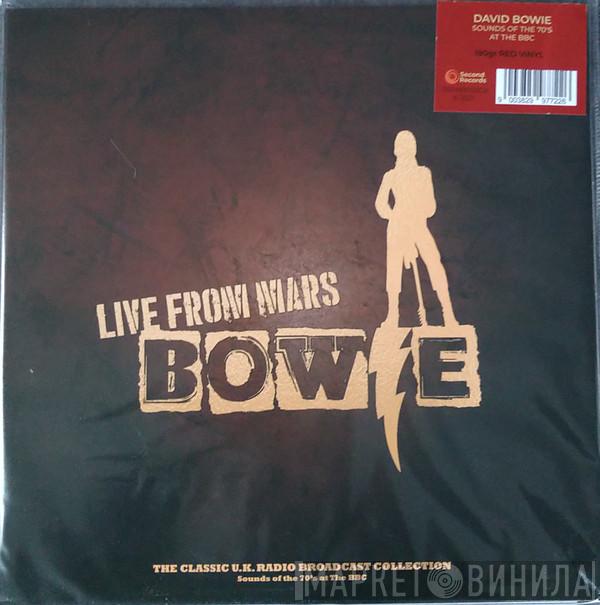 DAVID BOWIE
SOUNDS OF THE 70'S
AT THE BBC
180gr RED VINYL
Second
Records
9 003829 977226
LIVE FROM MARS
BOWIE
THE CLASSIC U.K. RADIO BROADCAST COLLECTION
Sounds of the 70's at The BBC
МАРКЕТ ВИНИЛА